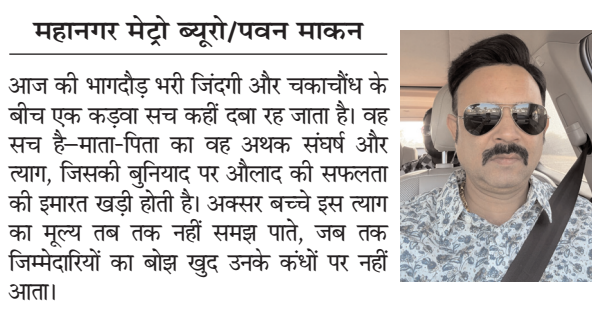 महानगर मेट्रो ब्यूरो/पवन माकन
आज की भागदौड़ भरी जिंदगी और चकाचौंध के
बीच एक कड़वा सच कहीं दबा रह जाता है। वह
सच है–माता-पिता का वह अथक संघर्ष और
त्याग, जिसकी बुनियाद पर औलाद की सफलता
की इमारत खड़ी होती है। अक्सर बच्चे इस त्याग
का मूल्य तब तक नहीं समझ पाते, जब तक
जिम्मेदारियों का बोझ खुद उनके कंधों पर नहीं
आता।